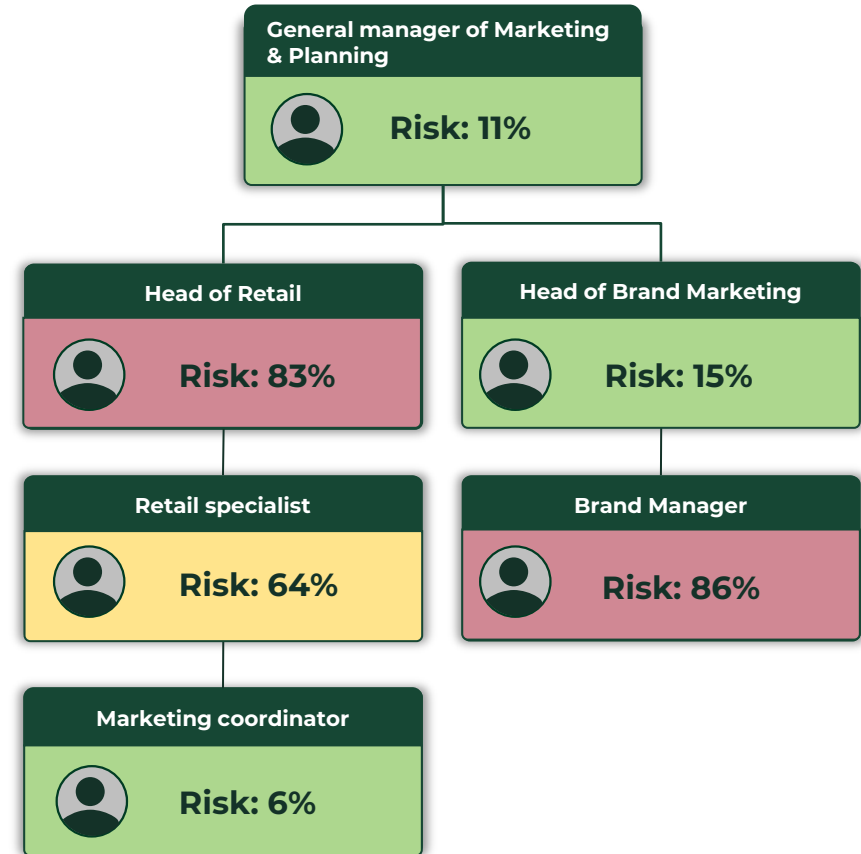 General manager of Marketing
& Planning
Risk: 11%
Head of Retail
Risk: 83%
Head of Brand Marketing
Risk: 15%
Retail specialist
Risk: 64%
Brand Manager
Risk: 86%
Marketing coordinator
Risk: 6%